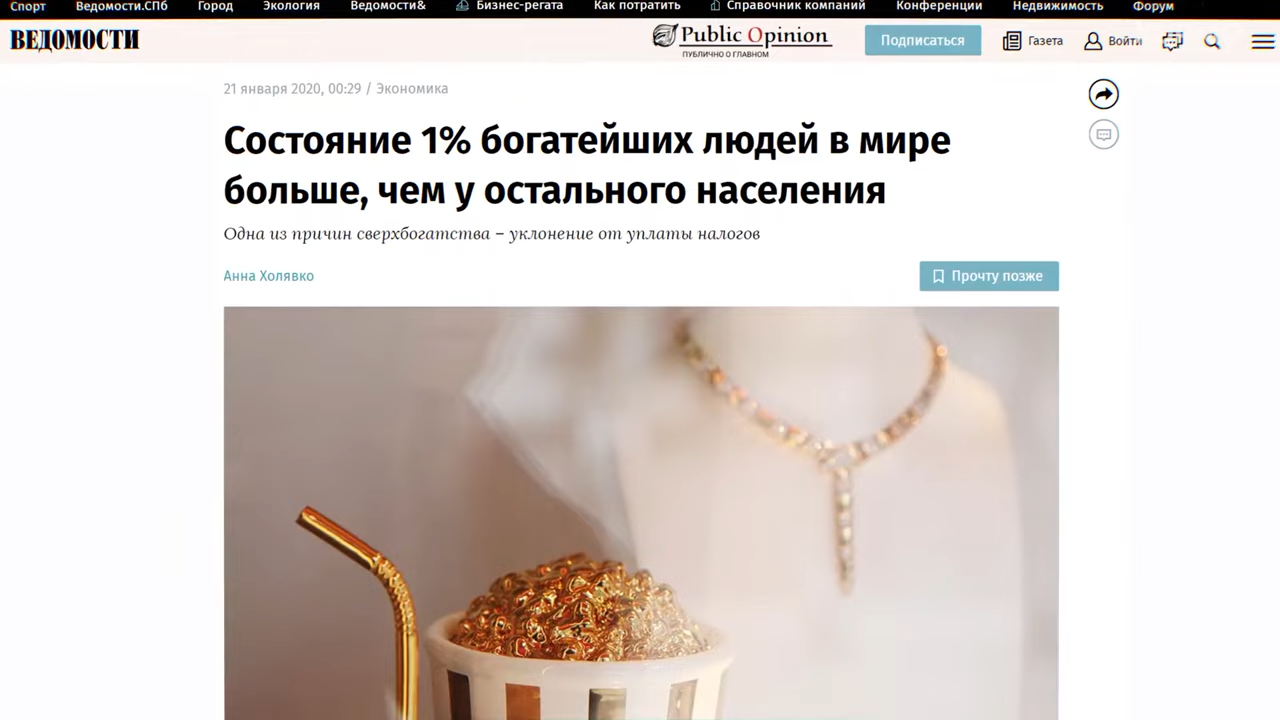 Спорт Ведомости.СПб Город Экология Ведомости& Бизнес-регата Как потратить Справочник компаний Конференции Недвижимость Форум
ВЕДОМОСТИ
Public Opinion
ПУБЛИЧНО О ГЛАВНОМ
Подписаться
Газета
Войти
21 января 2020, 00:29 / Экономика
Состояние 1% богатейших людей в мире
больше, чем у остального населения
Одна из причин сверхбогатства – уклонение от уплаты налогов
Анна Холявко
Прочту позже